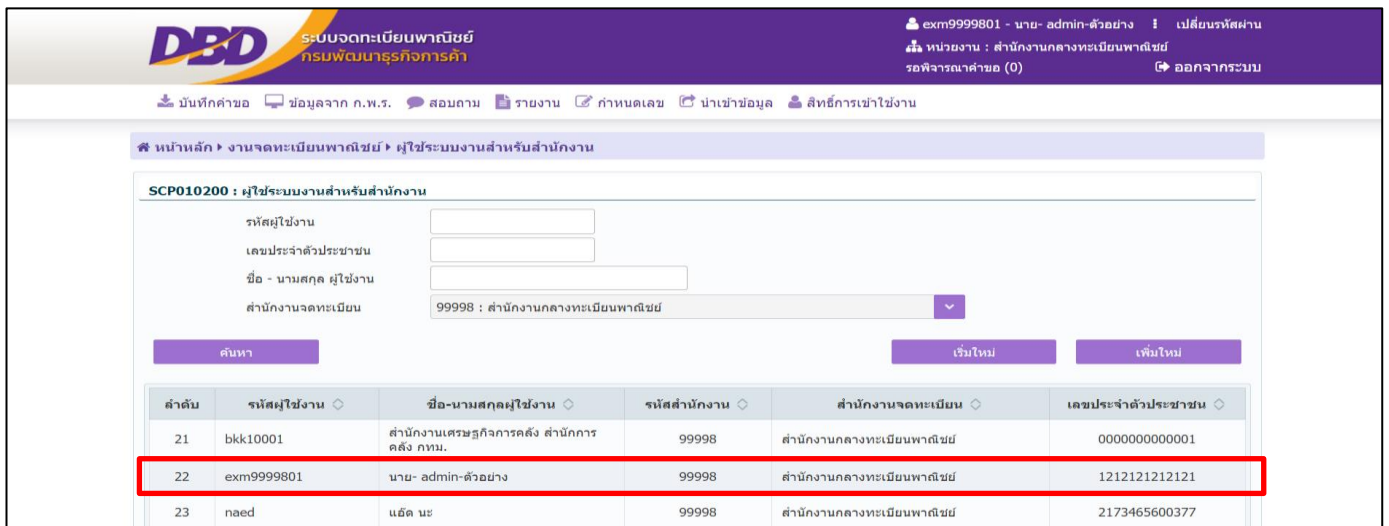 DBD
ระบบจดทะเบียนพาณิชย์
กรมพัฒนาธุรกิจการค้า
exm9999801 - นาย- admin-ตัวอย่าง เปลี่ยนรหัสผ่าน
หน่วยงาน : สำนักงานกลางทะเบียนพาณิชย์
รอพิจารณาคำขอ (0) ออกจากระบบ
บันทึกคำขอ ข้อมูลจาก ก.พ.ร. สอบถาม รายงาน กำหนดเลข นำเข้าข้อมูล สิทธิ์การเข้าใช้งาน
หน้าหลัก งานจดทะเบียนพาณิชย์ ผู้ใช้ระบบงานสำหรับสำนักงาน
SCP010200 : ผู้ใช้ระบบงานสำหรับสำนักงาน
รหัสผู้ใช้งาน
เลขประจำตัวประชาชน
ชื่อ - นามสกุล ผู้ใช้งาน
สำนักงานจดทะเบียน 99998 : สำนักงานกลางทะเบียนพาณิชย์
ค้นหา เริ่มใหม่ เพิ่มใหม่
ลำดับ รหัสผู้ใช้งาน ชื่อ-นามสกุลผู้ใช้งาน รหัสสำนักงาน สำนักงานจดทะเบียน เลขประจำตัวประชาชน
21 bkk10001 สำนักงานเศรษฐกิจการคลัง สำนักการคลัง กทม. 99998 สำนักงานกลางทะเบียนพาณิชย์ 0000000000001
22 exm9999801 นาย- admin-ตัวอย่าง 99998 สำนักงานกลางทะเบียนพาณิชย์ 1212121212121
23 naed แอ๊ด นะ 99998 สำนักงานกลางทะเบียนพาณิชย์ 2173465600377